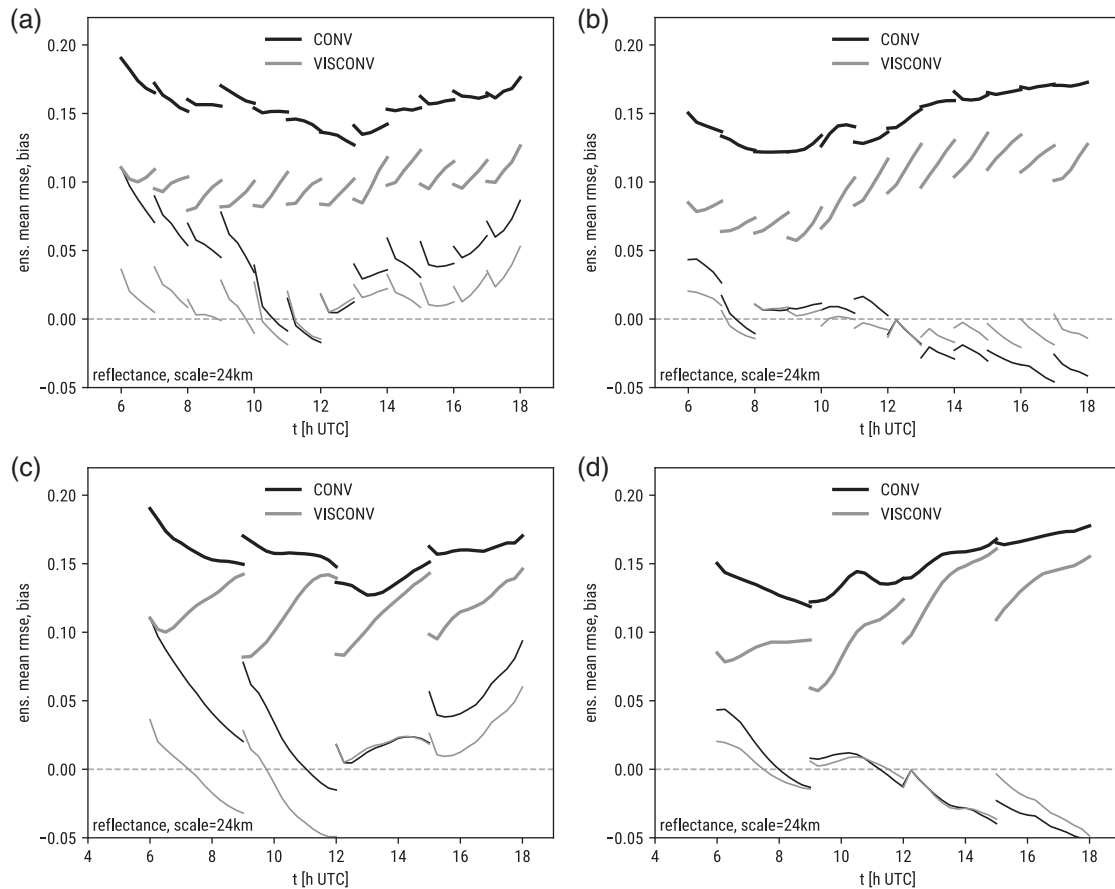 (a)
ens. mean rmse, bias
0.20
0.15
0.10
0.05
0.00
−0.05
CONV
VISCONV
reflectance, scale=24km
6 8 10 12 14 16 18
t [h UTC]
(b)
ens. mean rmse, bias
0.20
0.15
0.10
0.05
0.00
−0.05
CONV
VISCONV
reflectance, scale=24km
6 8 10 12 14 16 18
t [h UTC]
(c)
ens. mean rmse, bias
0.20
0.15
0.10
0.05
0.00
−0.05
CONV
VISCONV
reflectance, scale=24km
4 6 8 10 12 14 16 18
t [h UTC]
(d)
ens. mean rmse, bias
0.20
0.15
0.10
0.05
0.00
−0.05
CONV
VISCONV
reflectance, scale=24km
4 6 8 10 12 14 16 18
t [h UTC]